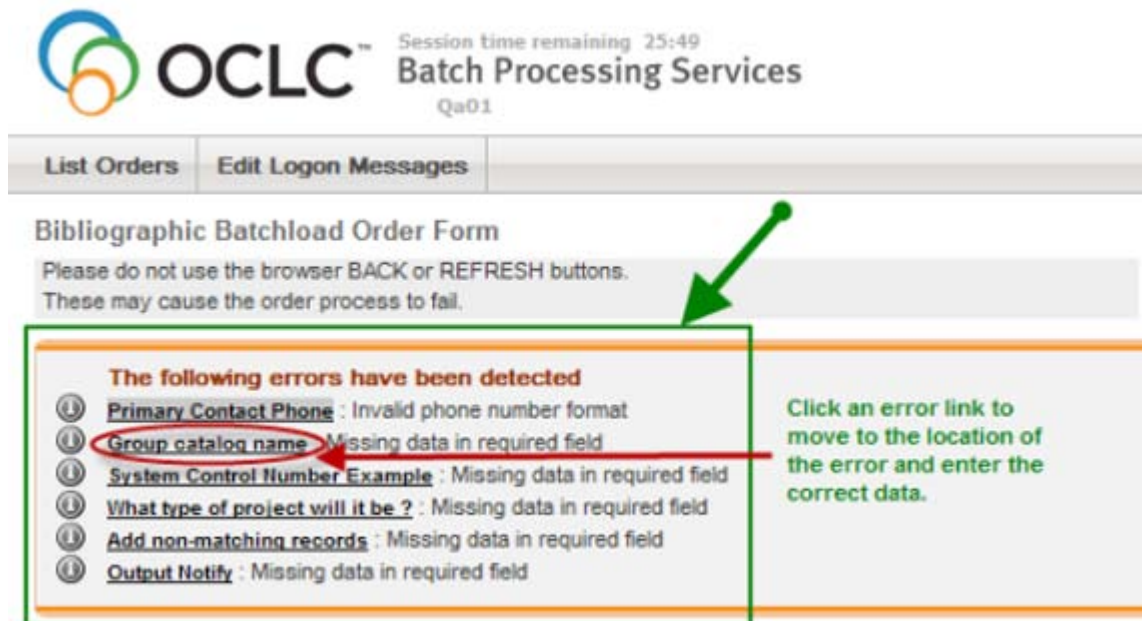 OCLC™
Session time remaining 25:49
Batch Processing Services
Qa01
List Orders
Edit Logon Messages
Bibliographic Batchload Order Form
Please do not use the browser BACK or REFRESH buttons.
These may cause the order process to fail.
The following errors have been detected
Primary Contact Phone : Invalid phone number format
Group catalog name : Missing data in required field
System Control Number Example : Missing data in required field
What type of project will it be ? : Missing data in required field
Add non-matching records : Missing data in required field
Output Notify : Missing data in required field
Click an error link to
move to the location of
the error and enter the
correct data.